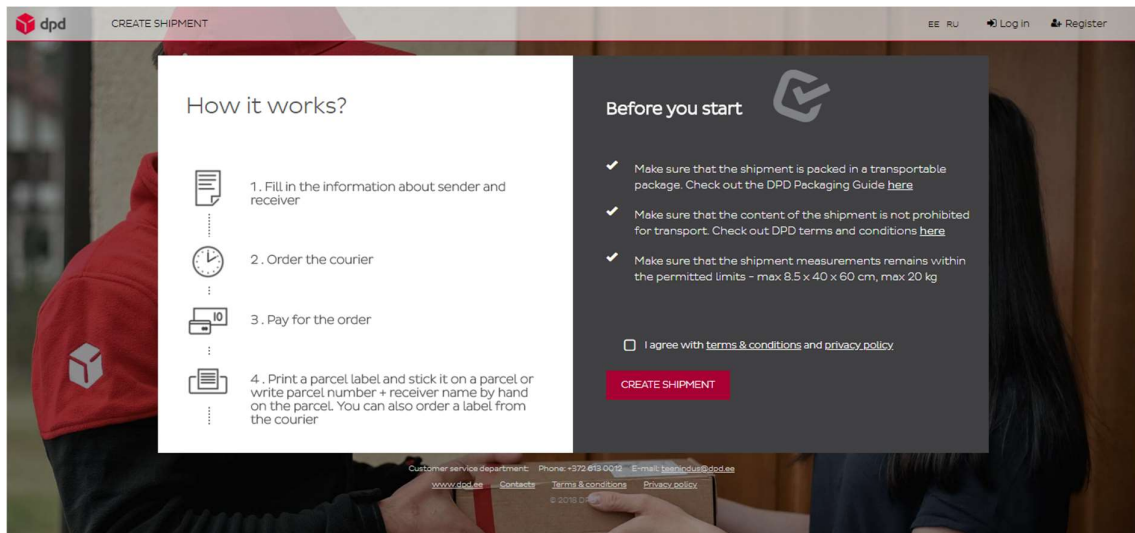 dpd
CREATE SHIPMENT
EE RU
Log in
Register
How it works?
1. Fill in the information about sender and
receiver
2. Order the courier
10
3. Pay for the order
4. Print a parcel label and stick it on a parcel or
write parcel number + receiver name by hand
on the parcel. You can also order a label from
the courier
Before you start
Make sure that the shipment is packed in a transportable
package. Check out the DPD Packaging Guide here
Make sure that the content of the shipment is not prohibited
for transport. Check out DPD terms and conditions here
Make sure that the shipment measurements remains within
the permitted limits - max 8.5 x 40 x 60 cm, max 20 kg
I agree with terms & conditions and privacy policy
CREATE SHIPMENT
Customer service department: Phone: +372 613 0012 E-mail: teenindus@dpd.ee
www.dpd.ee Contacts Terms & conditions Privacy policy
© 2018